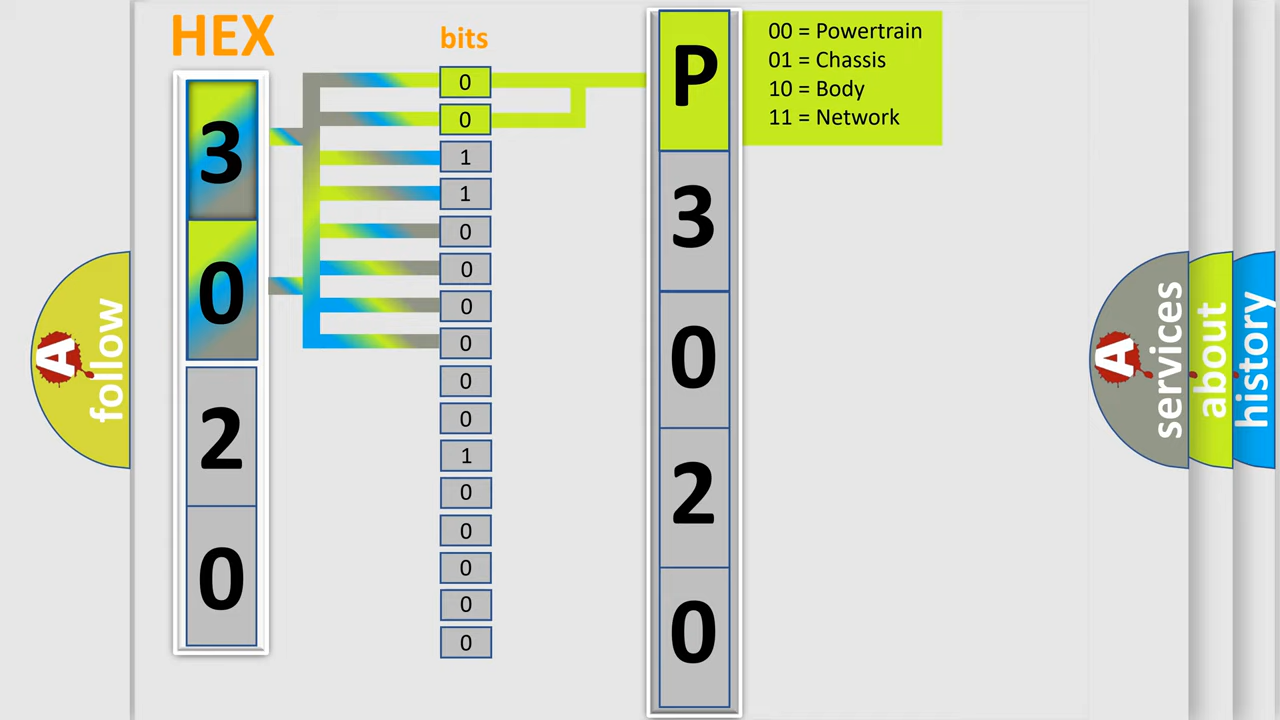 HEX
bits
3
0
2
0
0
0
1
1
0
0
0
0
0
0
1
0
0
0
0
0
P
3
0
2
0
00 = Powertrain
01 = Chassis
10 = Body
11 = Network
A
follow
A
services
about
history